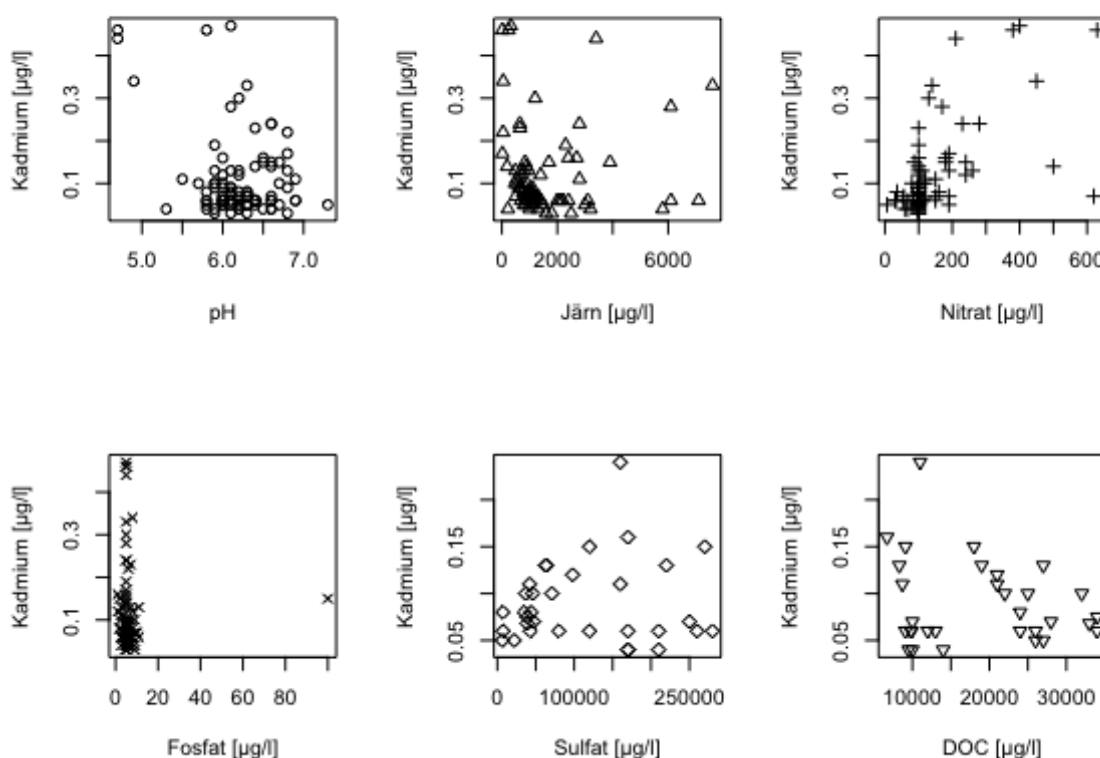 Kadmium [µg/l]
0.1 0.3
5.0 6.0 7.0
pH
Kadmium [µg/l]
0.1 0.3
0 2000 6000
Järn [µg/l]
Kadmium [µg/l]
0.1 0.3
0 200 400 600
Nitrat [µg/l]
Kadmium [µg/l]
0.1 0.3
0 20 40 60 80
Fosfat [µg/l]
Kadmium [µg/l]
0.05 0.15
0 100000 250000
Sulfat [µg/l]
Kadmium [µg/l]
0.05 0.15
10000 20000 30000
DOC [µg/l]